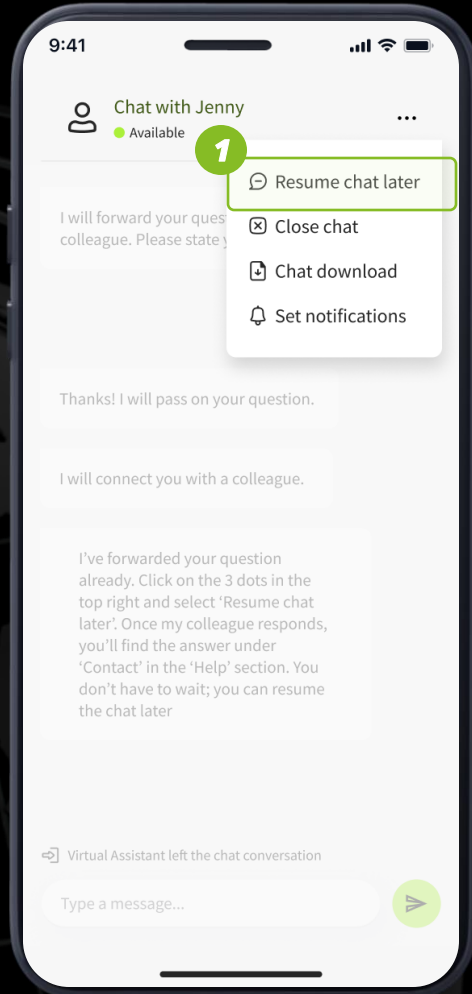 9:41
Chat with Jenny
Available
1
Resume chat later
Close chat
Chat download
Set notifications
I will forward your ques
colleague. Please state
Thanks! I will pass on your question.
I will connect you with a colleague.
I’ve forwarded your question
already. Click on the 3 dots in the
top right and select ‘Resume chat
later’. Once my colleague responds,
you’ll find the answer under
‘Contact’ in the ‘Help’ section. You
don’t have to wait; you can resume
the chat later
Virtual Assistant left the chat conversation
Type a message...